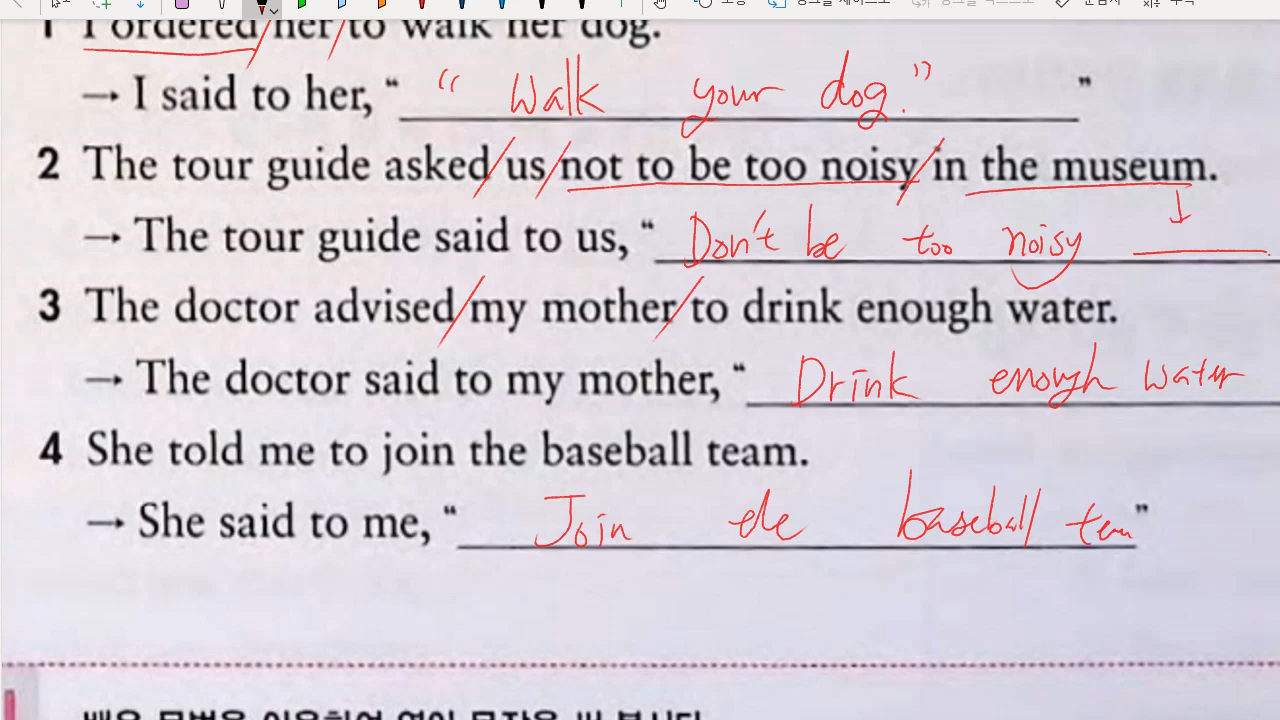 1 I ordered her to walk her dog.
→ I said to her, “ “ Walk your dog.” ”
2 The tour guide asked us not to be too noisy in the museum.
→ The tour guide said to us, “ Don't be too noisy
3 The doctor advised my mother to drink enough water.
→ The doctor said to my mother, “ Drink enough water
4 She told me to join the baseball team.
→ She said to me, “ Join the baseball team ”